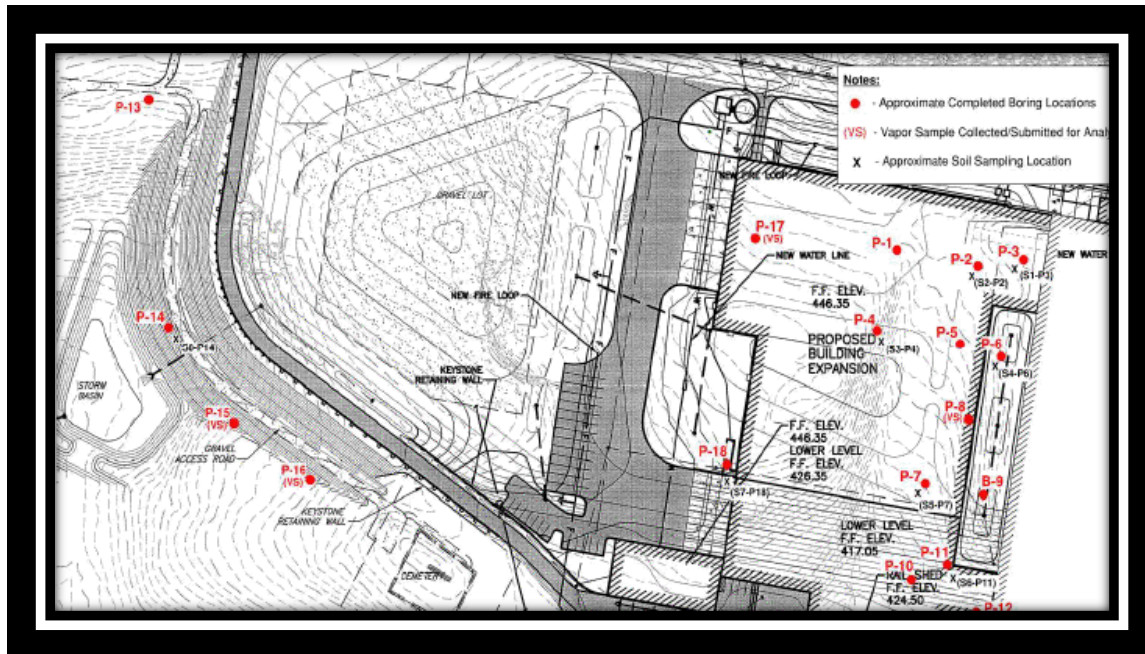 Notes:
- Approximate Completed Boring Locations
(VS) - Vapor Sample Collected/Submitted for Anal
X - Approximate Soil Sampling Location
P-13
GRAVEL LOT
NEW FIRE LOOP
P-17
(VS)
P-1
P-2
X
(S2-P2)
P-3
X
(S1-P3)
NEW WATER LINE
NEW WATER
F.F. ELEV.
446.35
NEW FIRE LOOP
P-14
X
(S8-P14)
P-4
X
(S3-P4)
P-5
P-6
X
(S4-P6)
PROPOSED
BUILDING
EXPANSION
KEYSTONE
RETAINING WALL
STORM
BASIN
P-15
(VS)
P-8
(VS)
GRAVEL
ACCESS ROAD
F.F. ELEV.
446.35
LOWER LEVEL
F.F. ELEV.
426.35
P-16
(VS)
P-18
X
(S7-P18)
P-7
X
(S5-P7)
B-9
KEYSTONE
RETAINING WALL
LOWER LEVEL
F.F. ELEV.
417.05
P-11
X
(S6-P11)
P-10
CEMETERY
RAIL SHED
F.F. ELEV.
424.50
P-12